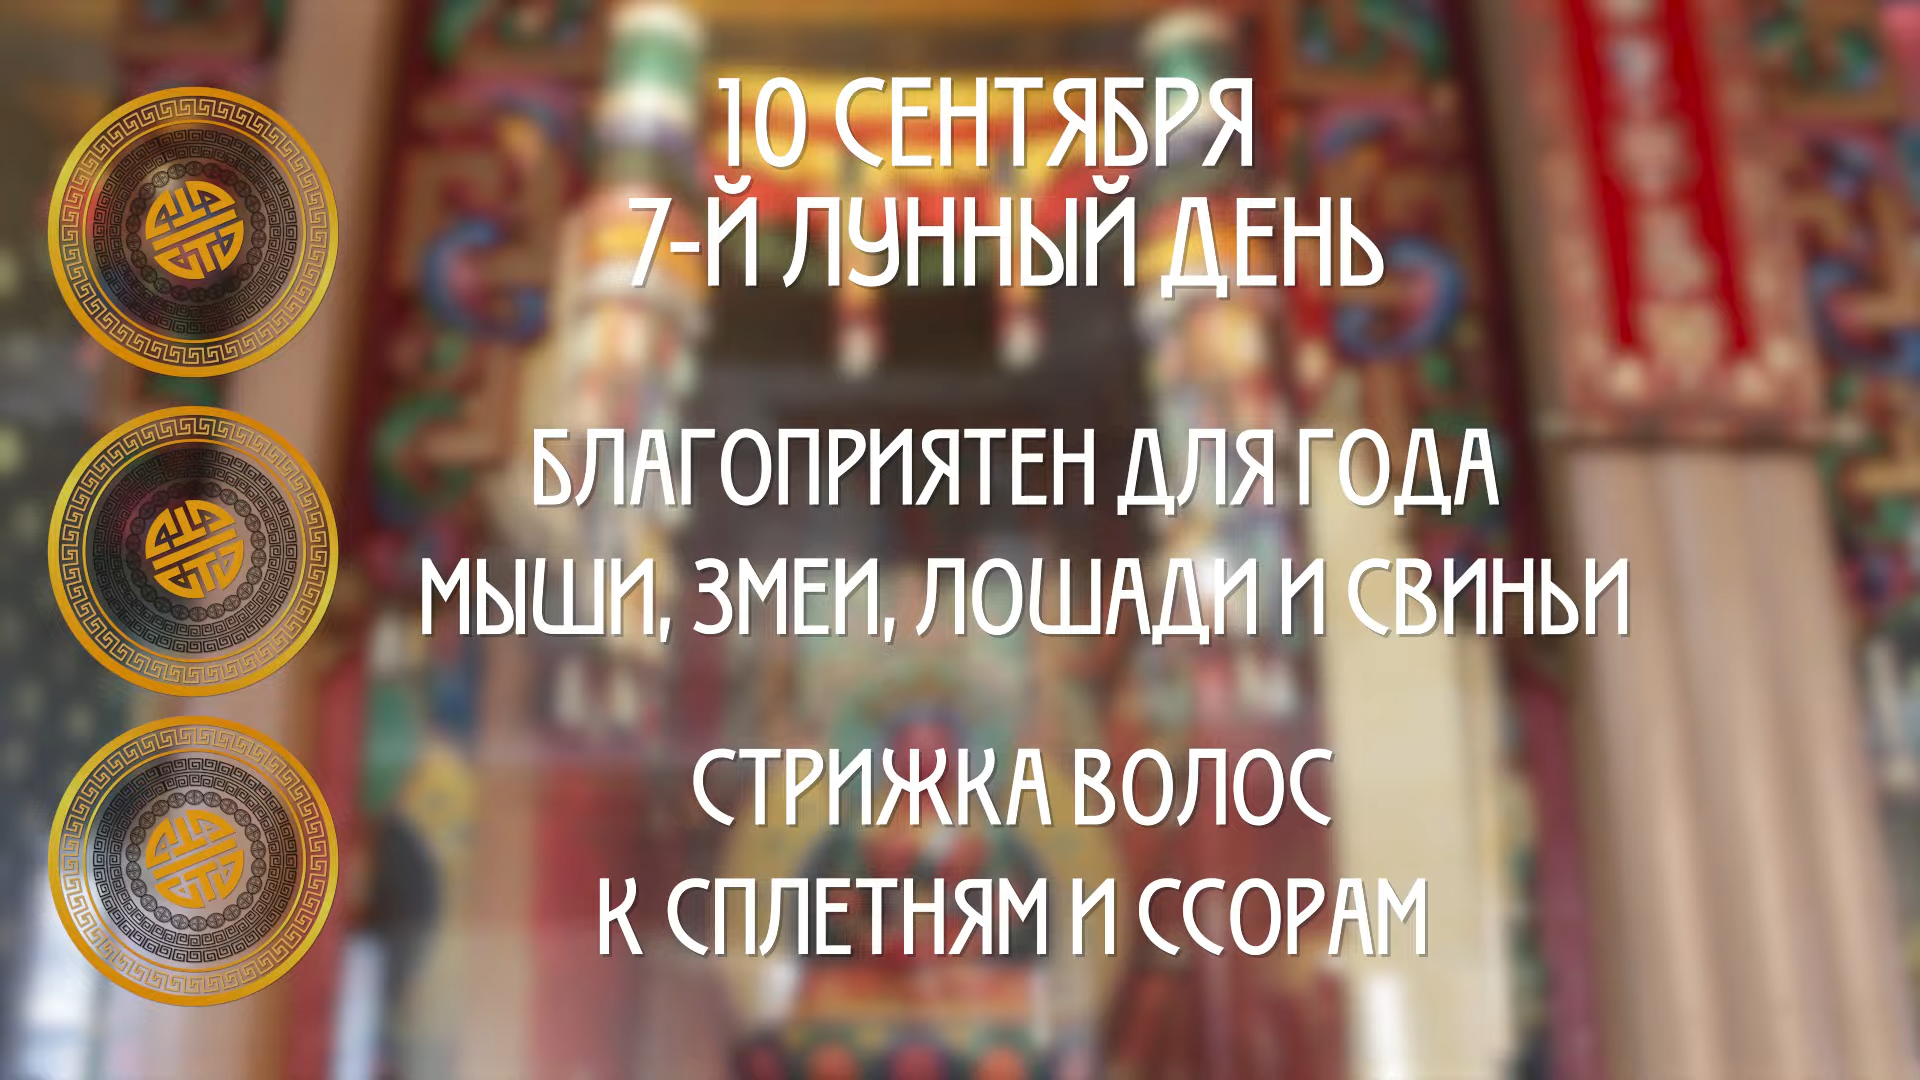 10 СЕНТЯБРЯ
7-Й ЛУННЫЙ ДЕНЬ
БЛАГОПРИЯТЕН ДЛЯ ГОДА
МЫШИ, ЗМЕИ, ЛОШАДИ И СВИНЬИ
СТРИЖКА ВОЛОС
К СПЛЕТНЯМ И ССОРАМ